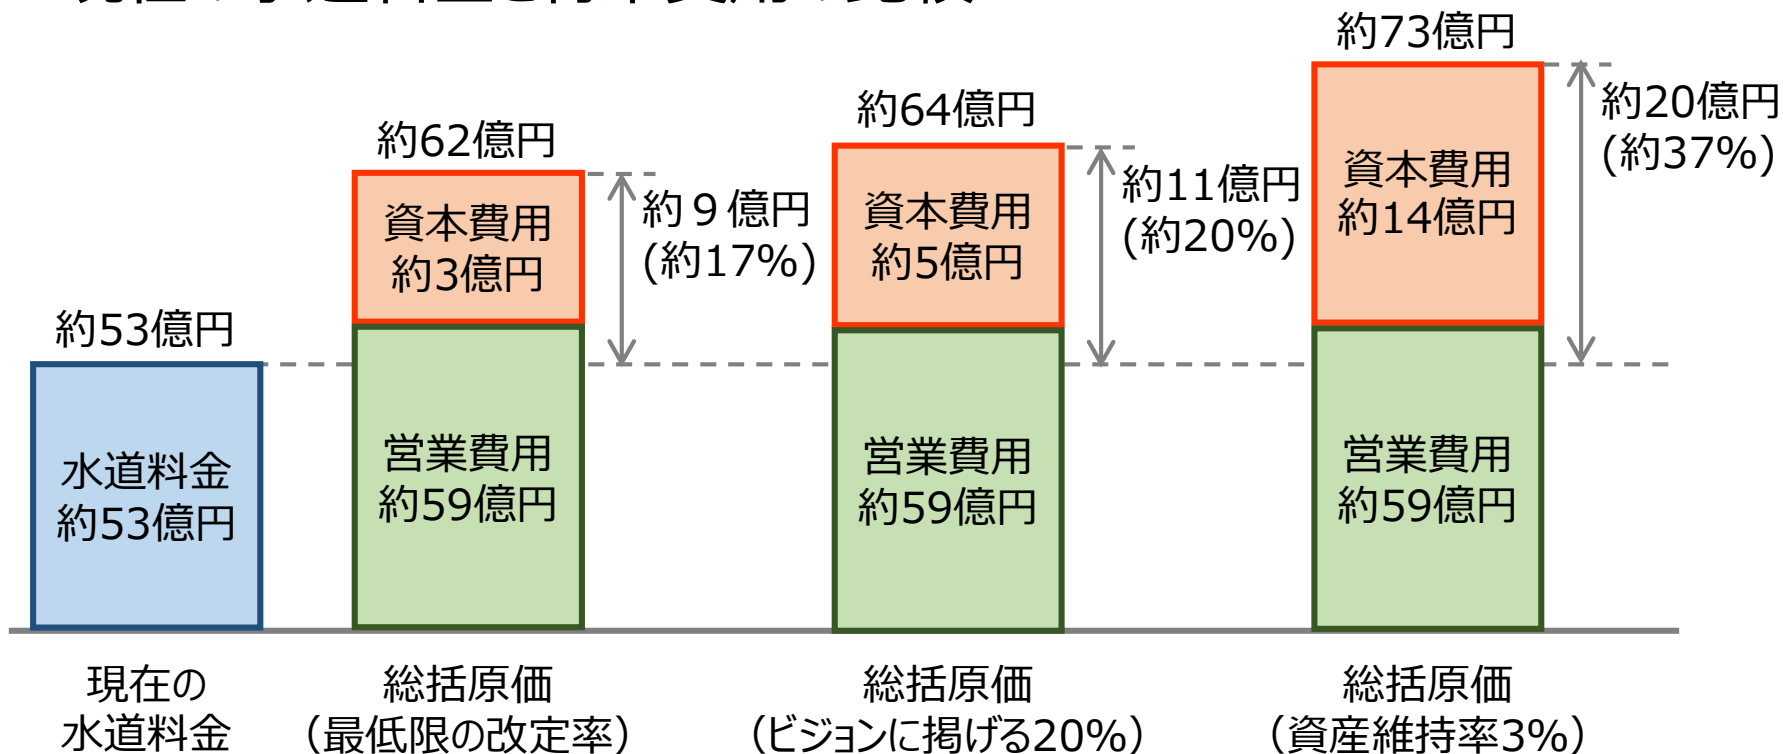 約53億円
水道料金
約53億円
現在の
水道料金
約62億円
資本費用
約3億円
営業費用
約59億円
約９億円
(約17%)
総括原価
（最低限の改定率）
約64億円
資本費用
約5億円
営業費用
約59億円
約11億円
(約20%)
総括原価
（ビジョンに掲げる20%）
約73億円
資本費用
約14億円
営業費用
約59億円
約20億円
(約37%)
総括原価
（資産維持率3%）